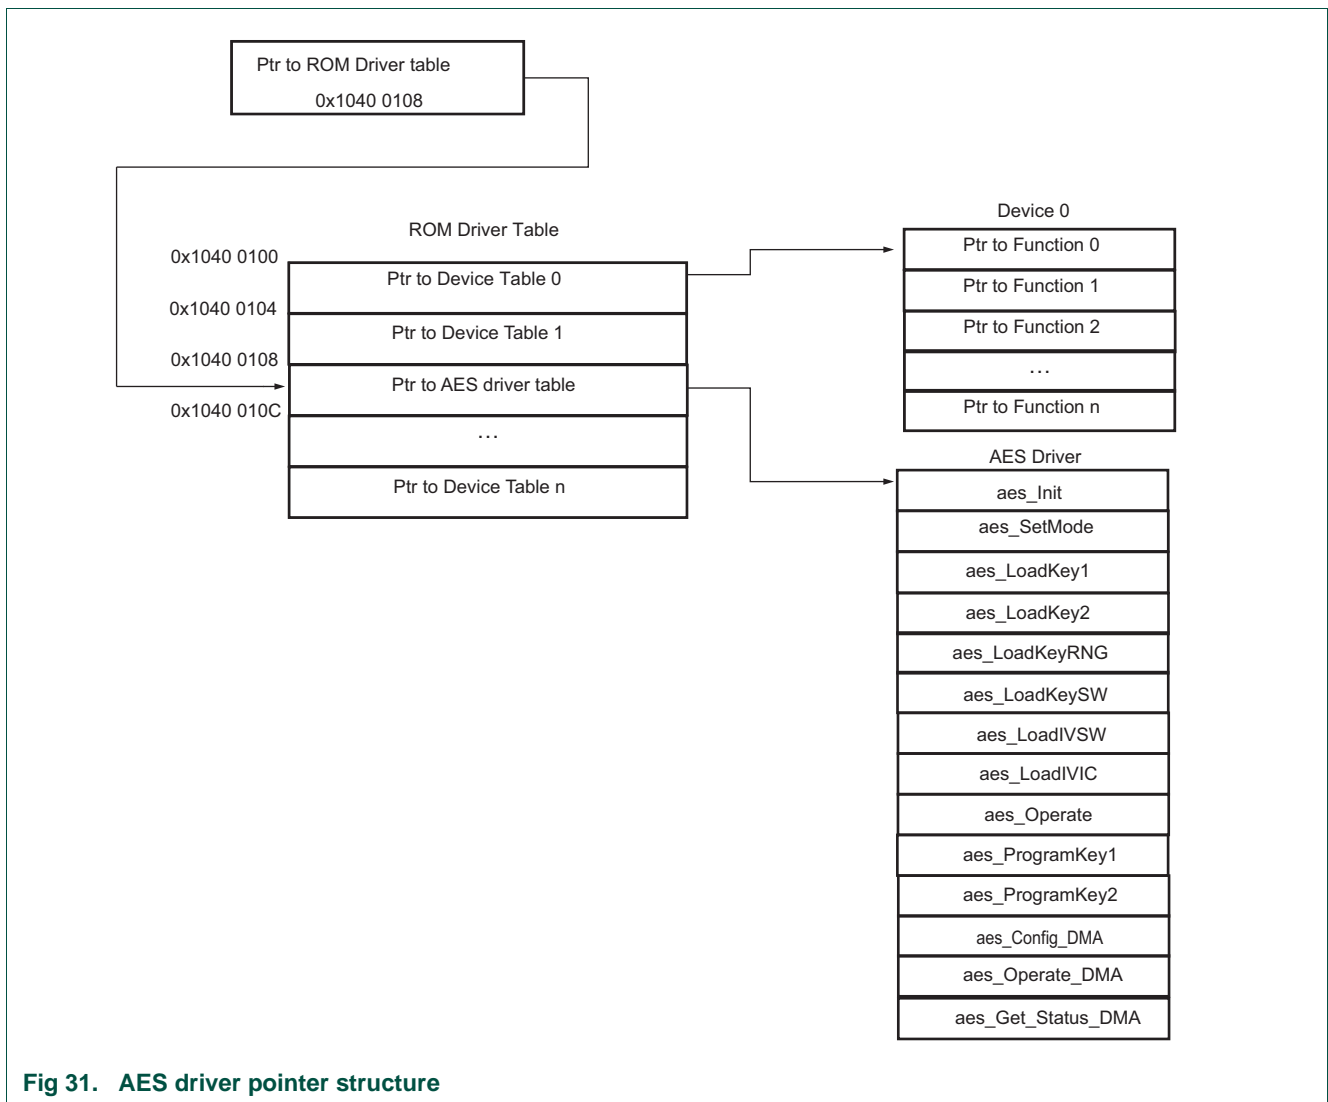 Ptr to ROM Driver table
0x1040 0108
ROM Driver Table
0x1040 0100
Ptr to Device Table 0
0x1040 0104
Ptr to Device Table 1
0x1040 0108
Ptr to AES driver table
0x1040 010C
...
Ptr to Device Table n
Device 0
Ptr to Function 0
Ptr to Function 1
Ptr to Function 2
...
Ptr to Function n
AES Driver
aes_Init
aes_SetMode
aes_LoadKey1
aes_LoadKey2
aes_LoadKeyRNG
aes_LoadKeySW
aes_LoadIVSW
aes_LoadIVIC
aes_Operate
aes_ProgramKey1
aes_ProgramKey2
aes_Config_DMA
aes_Operate_DMA
aes_Get_Status_DMA
Fig 31. AES driver pointer structure